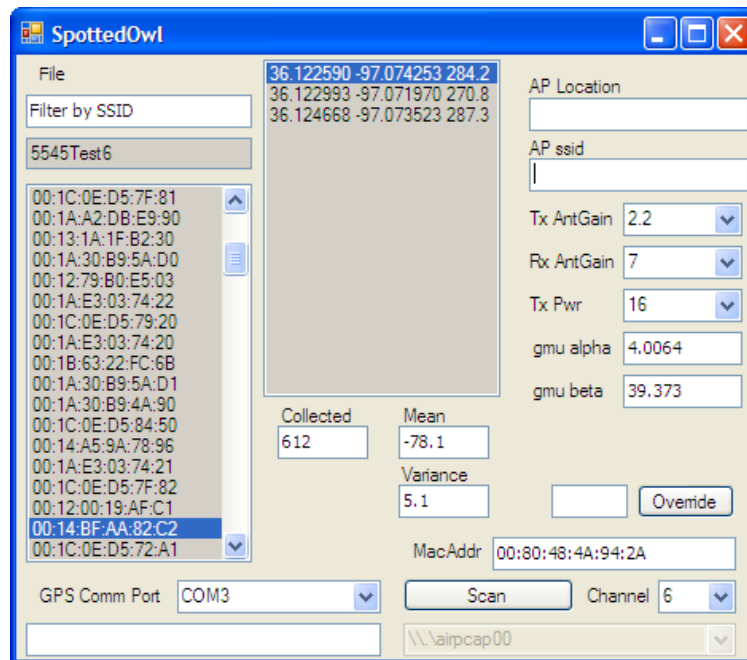 SpottedOwl
File
Filter by SSID
5545Test6
00:1C:0E:D5:7F:81
00:1A:A2:DB:E9:90
00:13:1A:1F:B2:30
00:1A:30:B9:5A:D0
00:12:79:B0:E5:03
00:1A:E3:03:74:22
00:1C:0E:D5:79:20
00:1A:E3:03:74:20
00:1B:63:22:FC:6B
00:1A:30:B9:5A:D1
00:1A:30:B9:4A:90
00:1C:0E:D5:84:50
00:14:A5:9A:78:96
00:1A:E3:03:74:21
00:1C:0E:D5:7F:82
00:12:00:19:AF:C1
00:14:BF:AA:82:C2
00:1C:0E:D5:72:A1
36.122590 -97.074253 284.2
36.122993 -97.071970 270.8
36.124668 -97.073523 287.3
AP Location
AP ssid
Tx AntGain 2.2
Rx AntGain 7
Tx Pwr 16
gmu alpha 4.0064
gmu beta 39.373
Collected Mean
612 -78.1
Variance
5.1
Override
MacAddr 00:80:48:4A:94:2A
GPS Comm Port COM3
Scan Channel 6
\\.\airpcap00